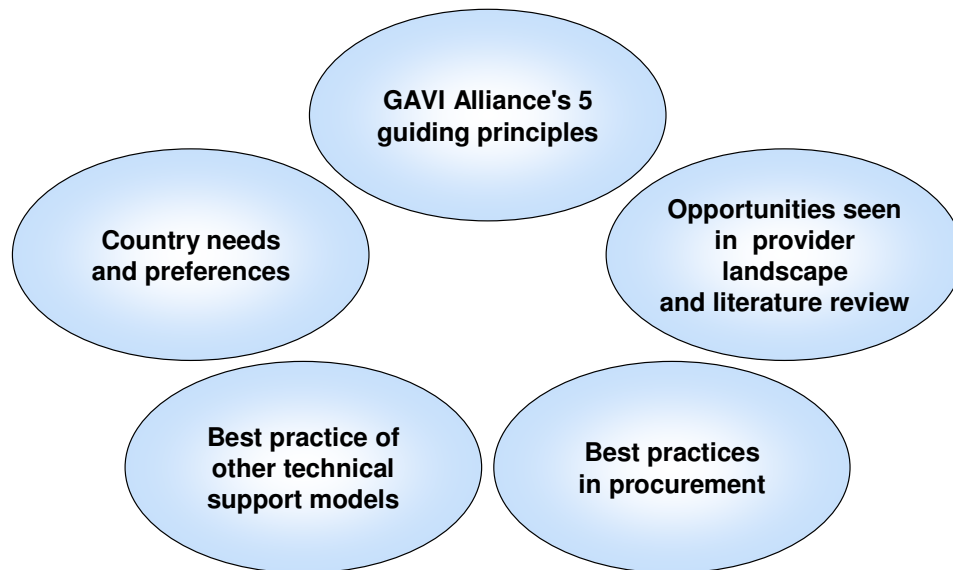 GAVI Alliance's 5
guiding principles
Country needs
and preferences
Opportunities seen
in provider
landscape
and literature review
Best practice of
other technical
support models
Best practices
in procurement